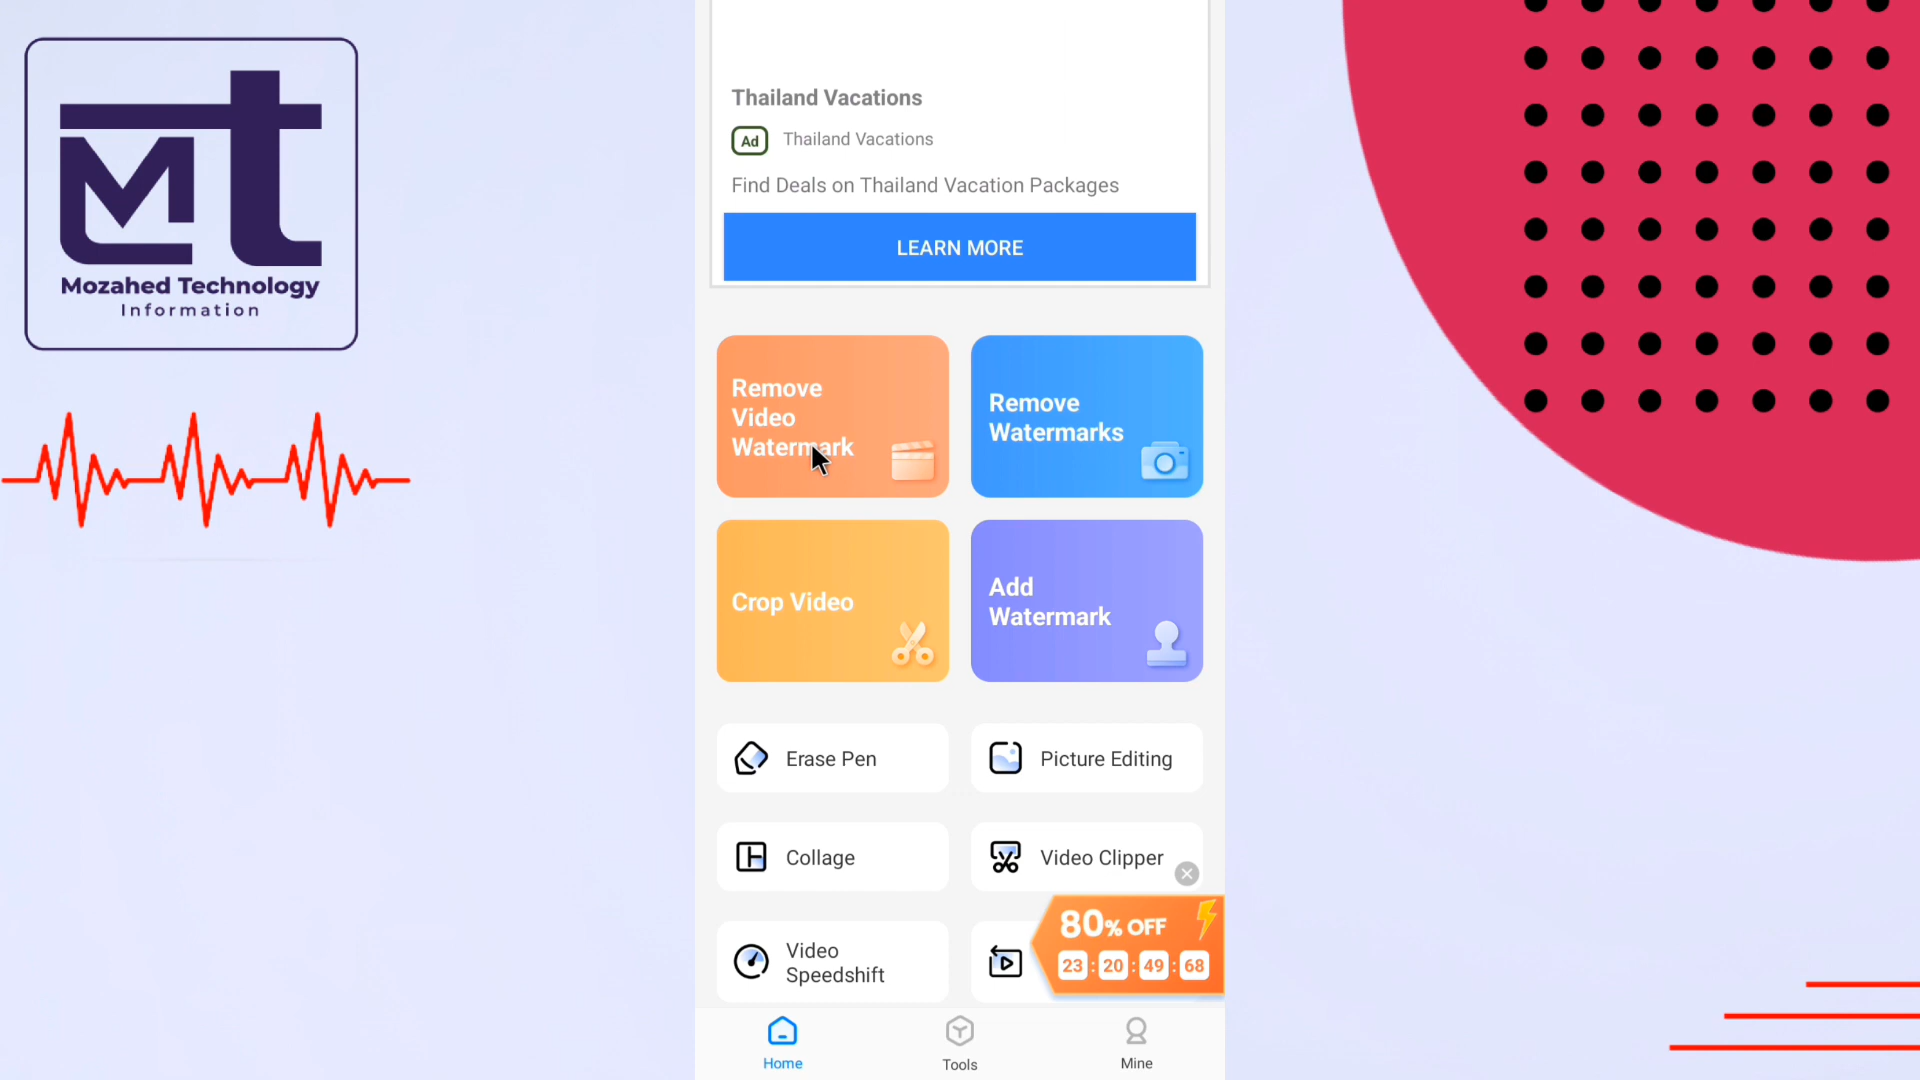 Mt
Mozahed Technology
Information
Thailand Vacations
Ad Thailand Vacations
Find Deals on Thailand Vacation Packages
LEARN MORE
Remove
Video
Watermark
Remove
Watermarks
Crop Video
Add
Watermark
Erase Pen
Picture Editing
Collage
Video Clipper
Video
Speedshift
80% OFF
23:20:49:68
Home
Tools
Mine